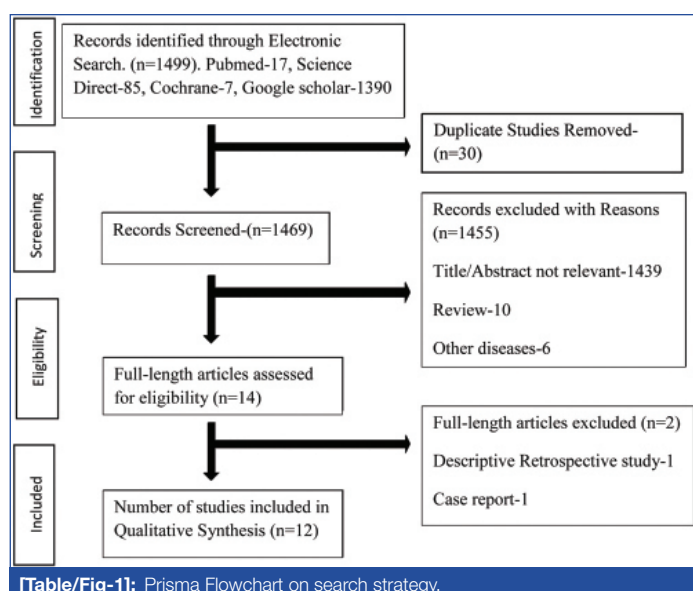 Identification
Records identified through Electronic
Search. (n=1499). Pubmed-17, Science
Direct-85, Cochrane-7, Google scholar-1390
Duplicate Studies Removed-
(n=30)
Screening
Records Screened-(n=1469)
Records excluded with Reasons
(n=1455)
Title/Abstract not relevant-1439
Review-10
Other diseases-6
Eligibility
Full-length articles assessed
for eligibility (n=14)
Full-length articles excluded (n=2)
Descriptive Retrospective study-1
Case report-1
Included
Number of studies included in
Qualitative Synthesis (n=12)
[Table/Fig-1]: Prisma Flowchart on search strategy.